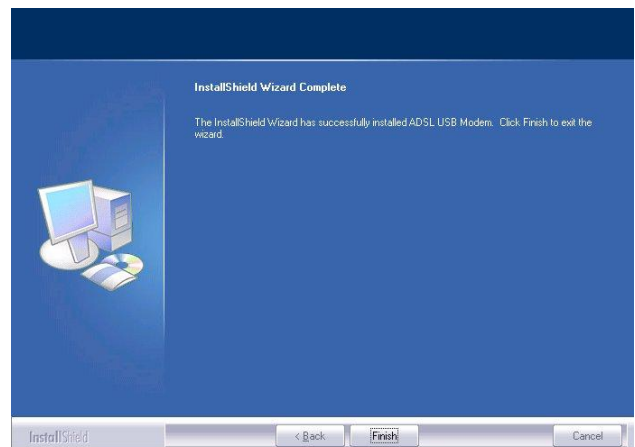 InstallShield Wizard Complete
The InstallShield Wizard has successfully installed ADSL USB Modem. Click Finish to exit the
wizard.
InstallShield
< Back
Finish
Cancel